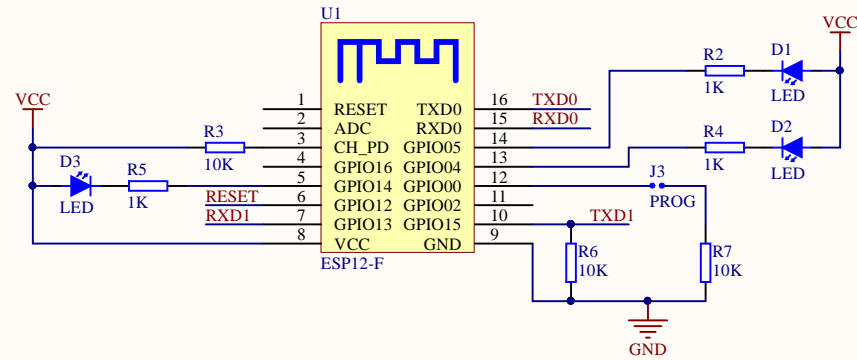 U1
VCC
R2
1K
D1
LED
VCC
R3
10K
D3
LED
R5
1K
RESET
RXD1
1 RESET
2 ADC
3 CH_PD
4 GPIO16
5 GPIO14
6 GPIO12
7 GPIO13
8 VCC
TXD0 16 TXD0
RXD0 15 RXD0
GPIO05 14
GPIO04 13
GPIO00 12
GPIO02 11
GPIO15 10 TXD1
GND 9
ESP12-F
R4
1K
D2
LED
J3
PROG
R6
10K
R7
10K
GND